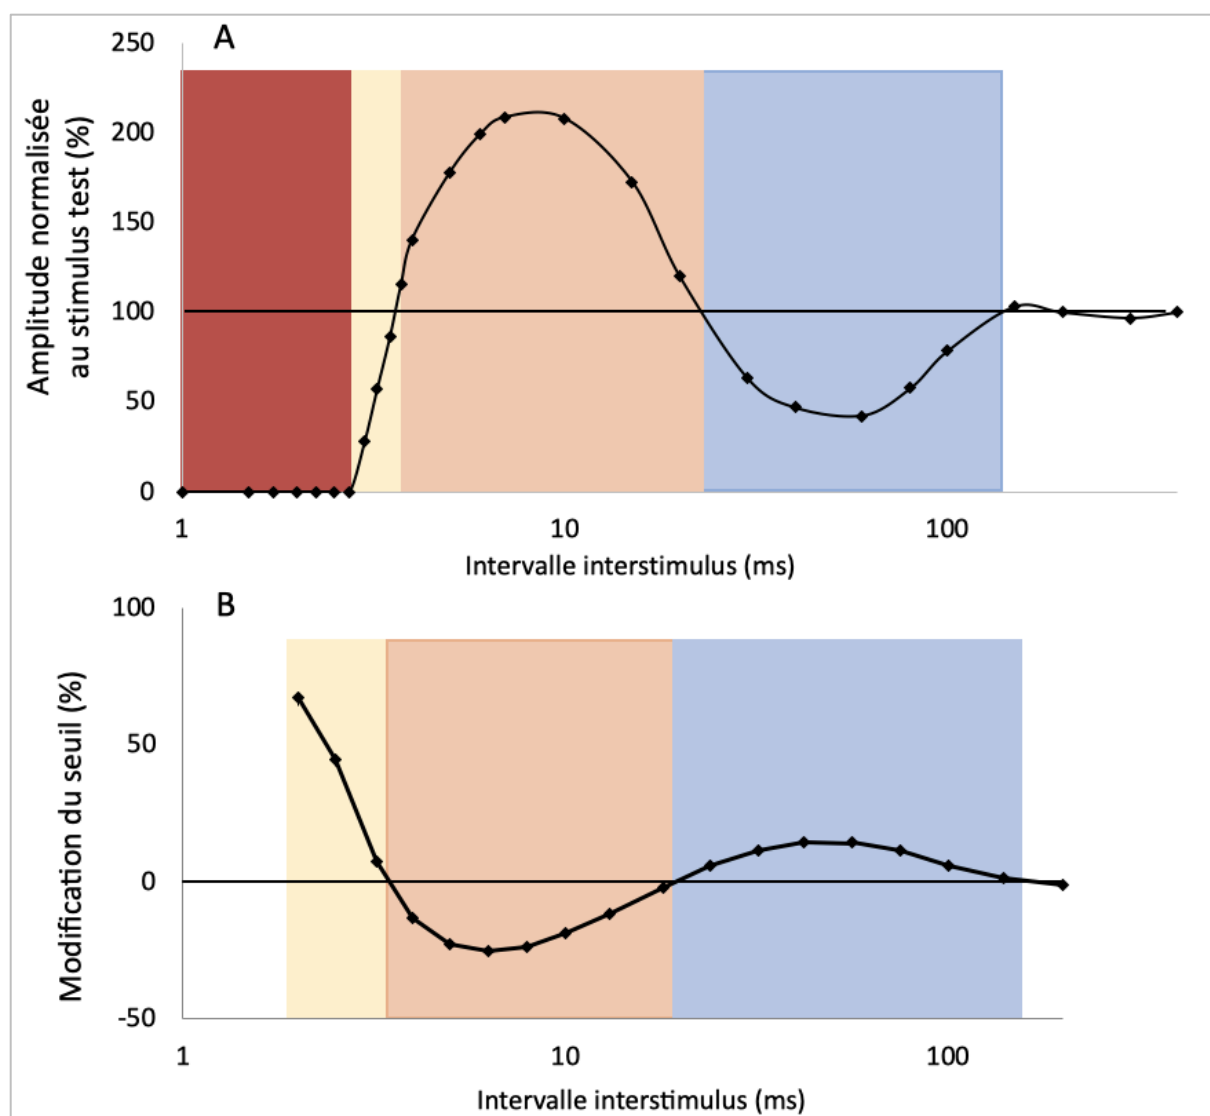 A
250
200
150
100
50
0
Amplitude normalisée
au stimulus test (%)
1
10
100
Intervalle interstimulus (ms)
B
100
50
0
-50
Modification du seuil (%)
1
10
100
Intervalle interstimulus (ms)